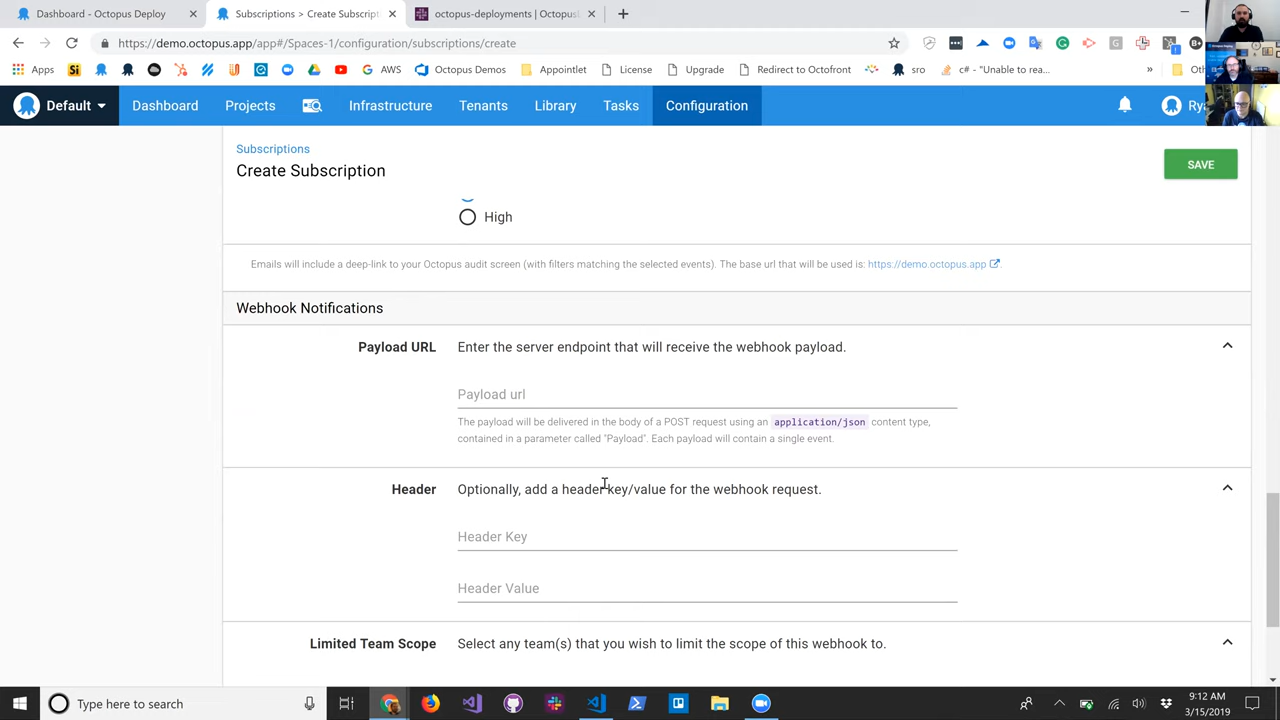 Dashboard - Octopus Deploy
Subscriptions > Create Subscript
octopus-deployments | Octopus
https://demo.octopus.app/app#/Spaces-1/configuration/subscriptions/create
Apps
AWS
Octopus Demos
AppOutlet
License
Upgrade
Redirect to Octofront
sro
c# - "Unable to rea...
»
Default
Dashboard
Projects
Infrastructure
Tenants
Library
Tasks
Configuration
Subscriptions
Create Subscription
SAVE
High
Emails will include a deep-link to your Octopus audit screen (with filters matching the selected events). The base url that will be used is: https://demo.octopus.app .
Webhook Notifications
Payload URL
Enter the server endpoint that will receive the webhook payload.
Payload url
The payload will be delivered in the body of a POST request using an application/json content type,
contained in a parameter called "Payload". Each payload will contain a single event.
Header
Optionally, add a header key/value for the webhook request.
Header Key
Header Value
Limited Team Scope
Select any team(s) that you wish to limit the scope of this webhook to.
Type here to search
9:12 AM
3/15/2019